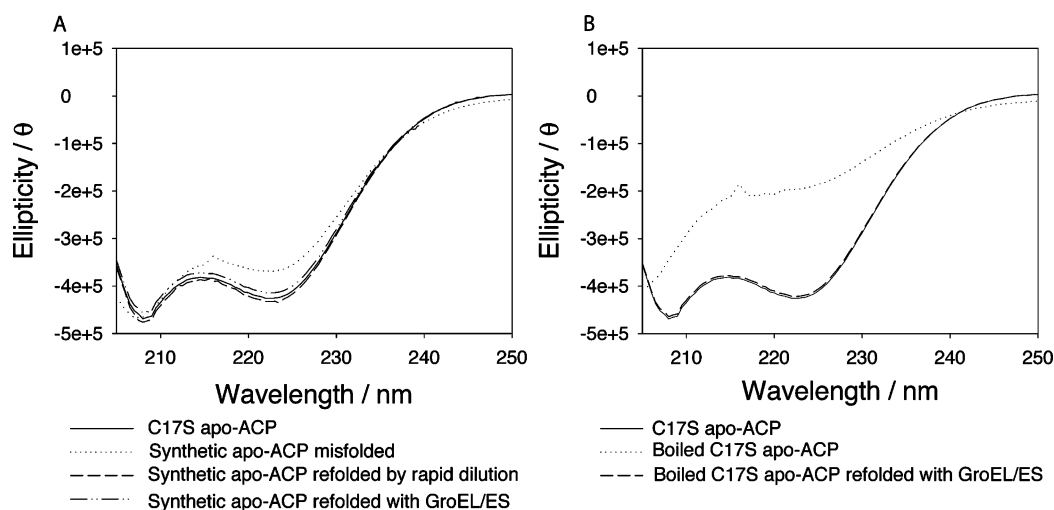 A
1e+5
0
-1e+5
-2e+5
-3e+5
-4e+5
-5e+5
Ellipticity / θ
210 220 230 240 250
Wavelength / nm
C17S apo-ACP
Synthetic apo-ACP misfolded
Synthetic apo-ACP refolded by rapid dilution
Synthetic apo-ACP refolded with GroEL/ES
B
1e+5
0
-1e+5
-2e+5
-3e+5
-4e+5
-5e+5
Ellipticity / θ
210 220 230 240 250
Wavelength / nm
C17S apo-ACP
Boiled C17S apo-ACP
Boiled C17S apo-ACP refolded with GroEL/ES